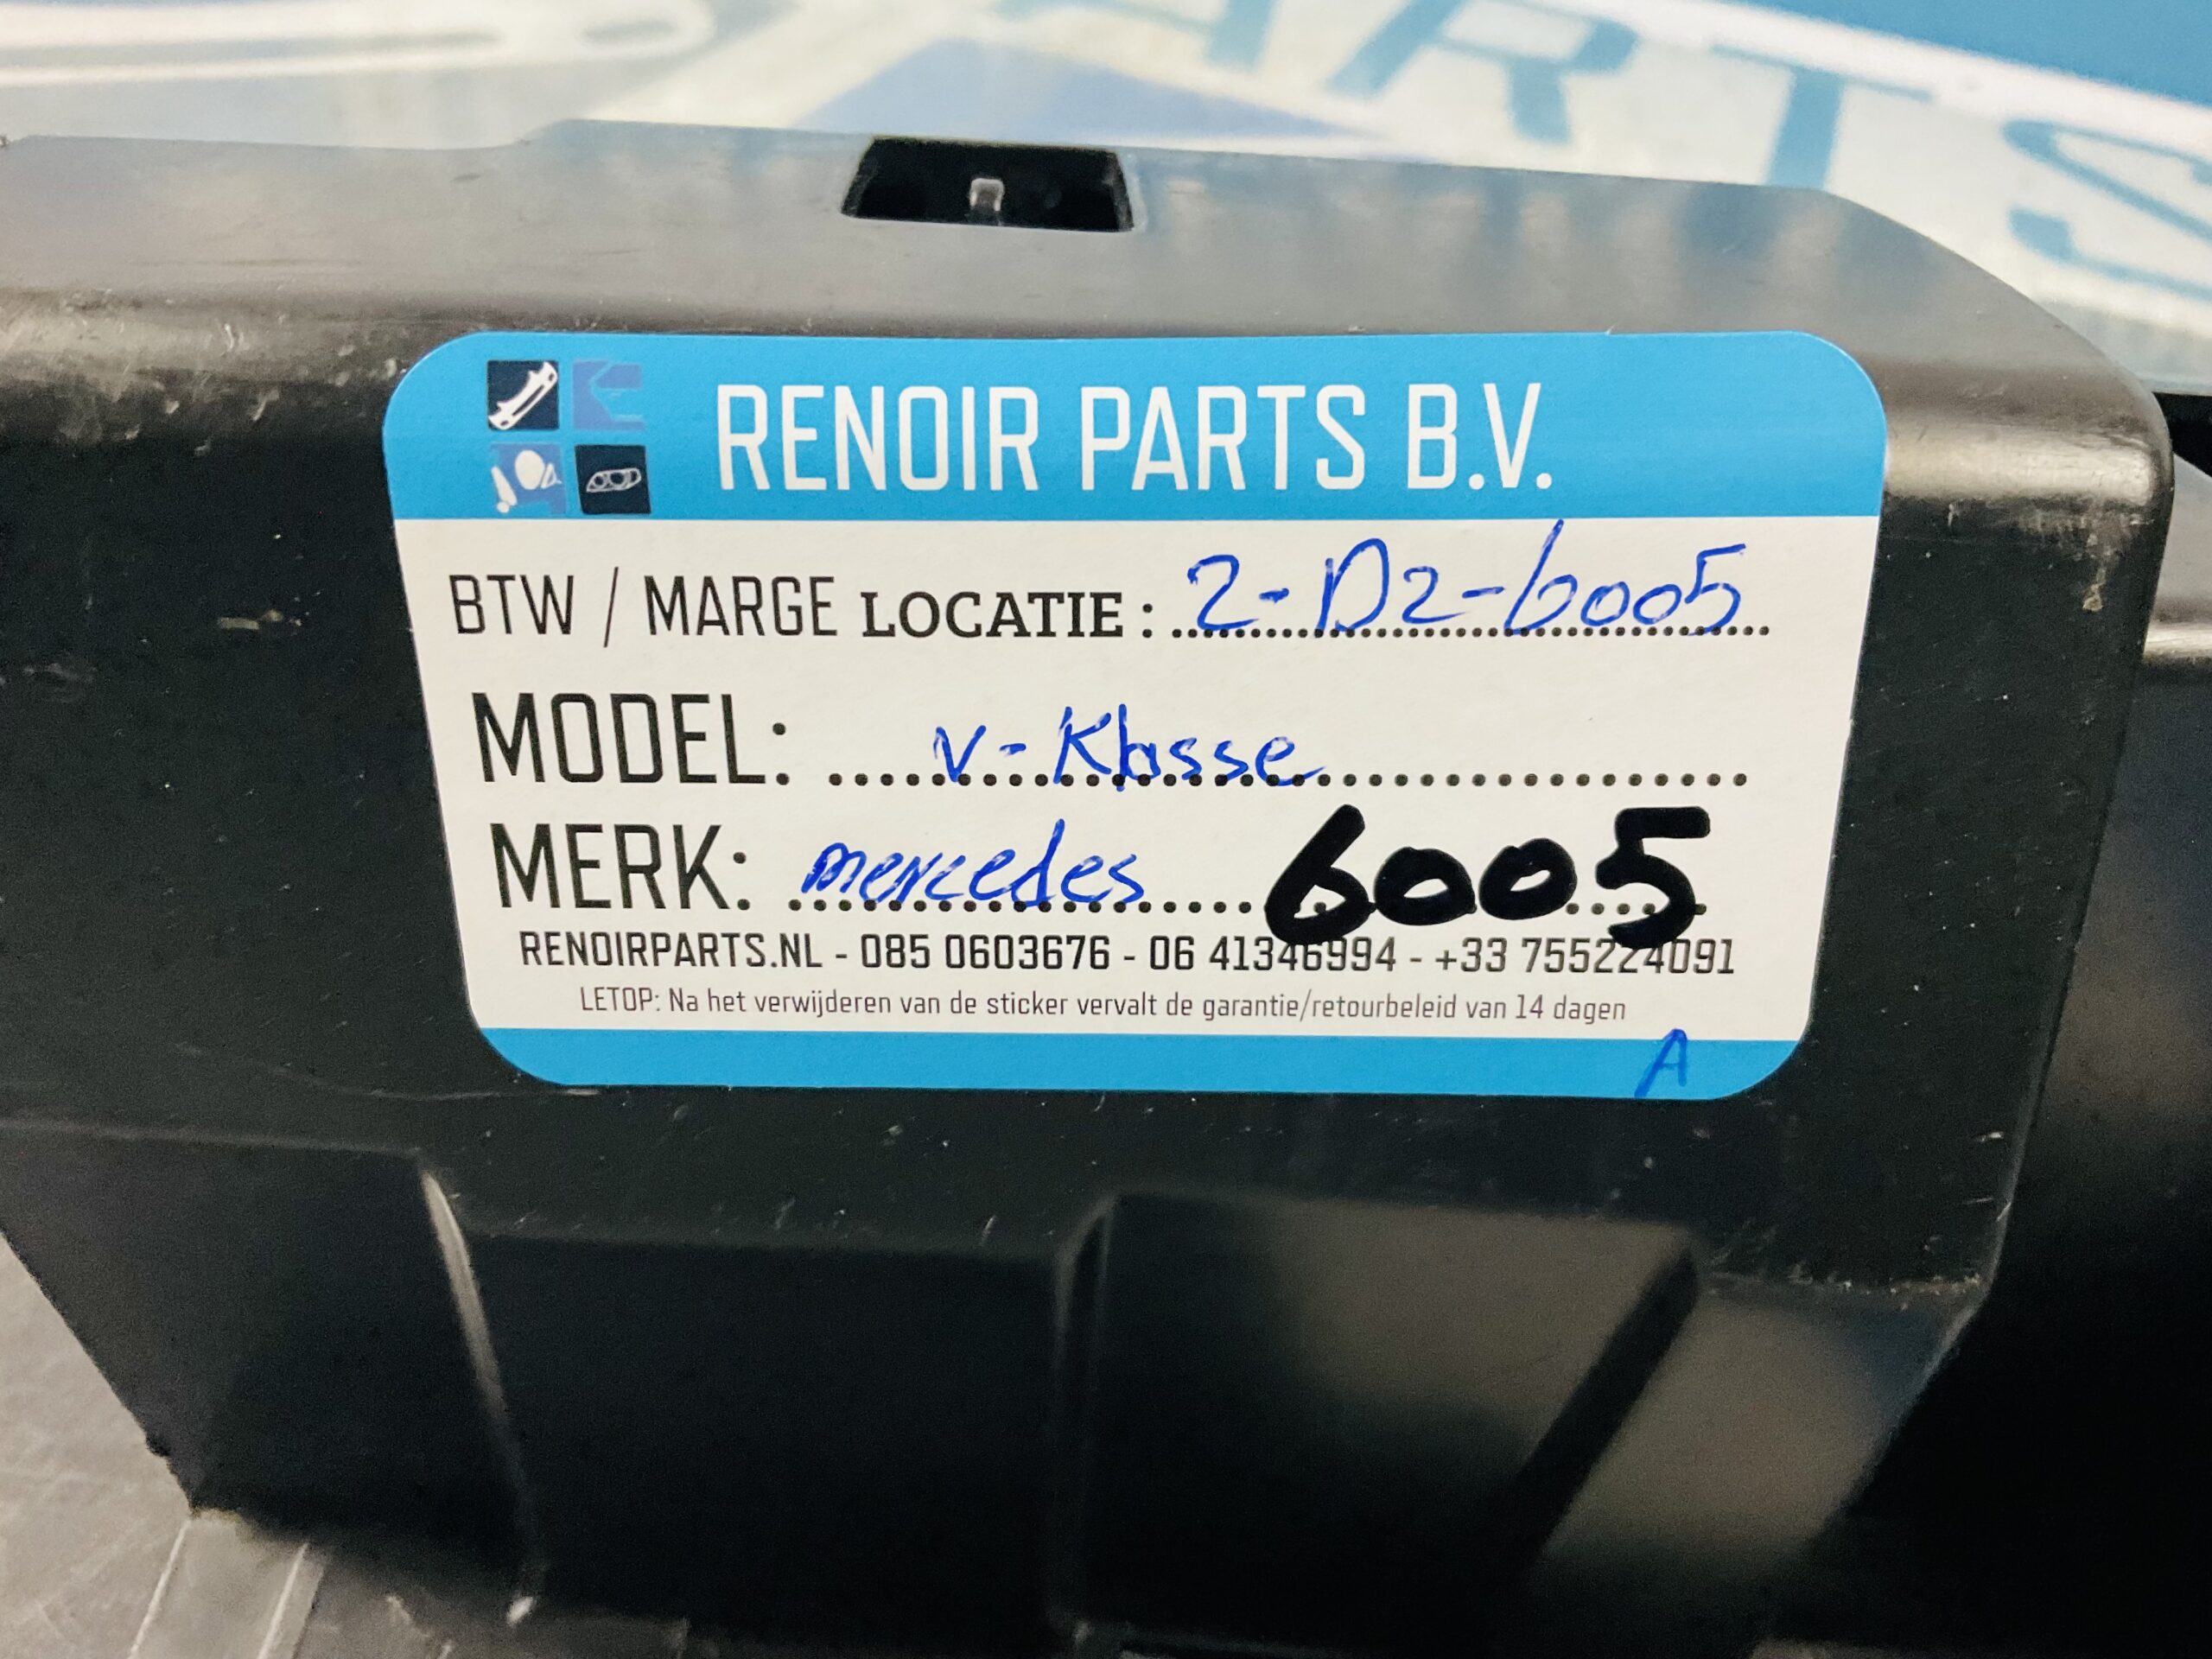 ARTS
RENOIR PARTS B.V.
BTW / MARGE LOCATIE : 2-D2-6005
MODEL: V-Klasse
MERK: mercedes 6005
RENOIRPARTS.NL - 085 0603676 - 06 41346994 - +33 755224091
LETOP: Na het verwijderen van de sticker vervalt de garantie/retourbeleid van 14 dagen
A